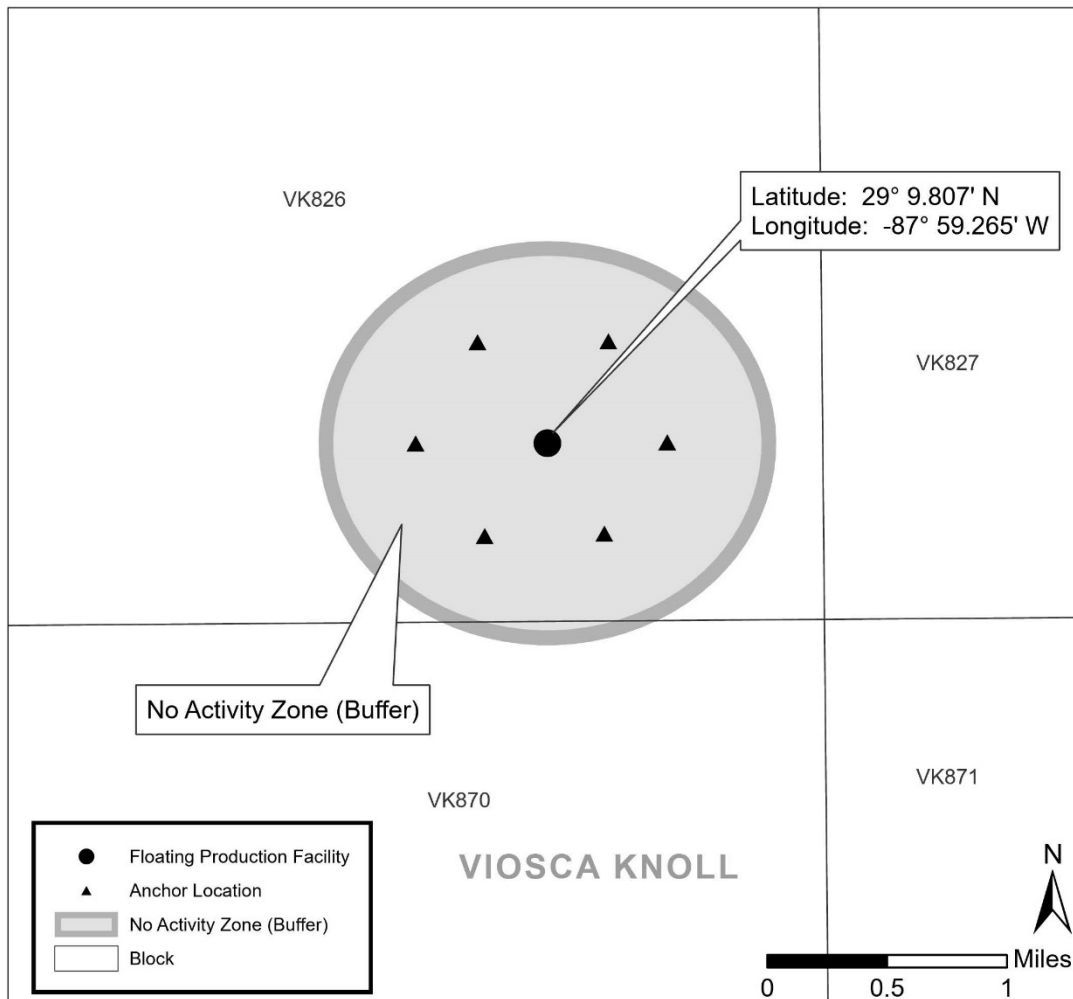 VK826
Latitude:  29° 9.807' N
Longitude:  -87° 59.265' W
VK827
No Activity Zone (Buffer)
VK870
VK871
VIOSCA KNOLL
Floating Production Facility
Anchor Location
No Activity Zone (Buffer)
Block
N
Miles
0 0.5 1